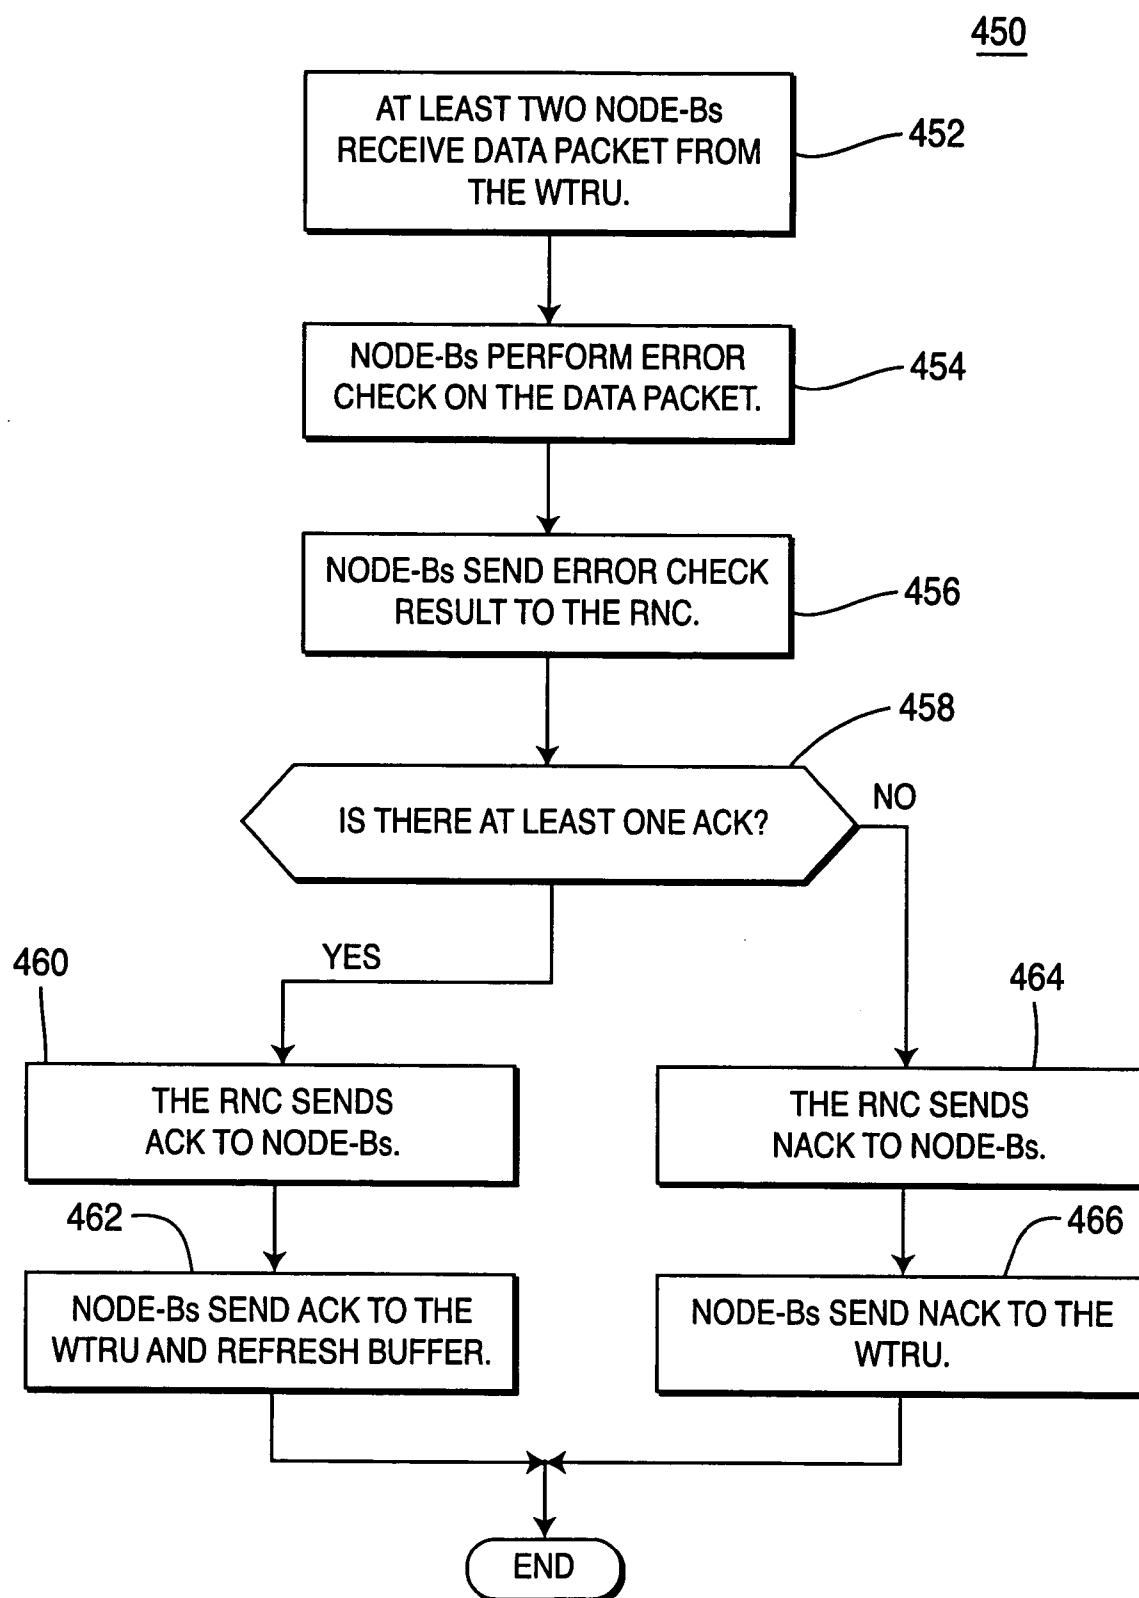 450
AT LEAST TWO NODE-Bs
RECEIVE DATA PACKET FROM
THE WTRU.
452
NODE-Bs PERFORM ERROR
CHECK ON THE DATA PACKET.
454
NODE-Bs SEND ERROR CHECK
RESULT TO THE RNC.
456
458
IS THERE AT LEAST ONE ACK?
NO
YES
460
464
THE RNC SENDS
ACK TO NODE-Bs.
THE RNC SENDS
NACK TO NODE-Bs.
462
466
NODE-Bs SEND ACK TO THE
WTRU AND REFRESH BUFFER.
NODE-Bs SEND NACK TO THE
WTRU.
END